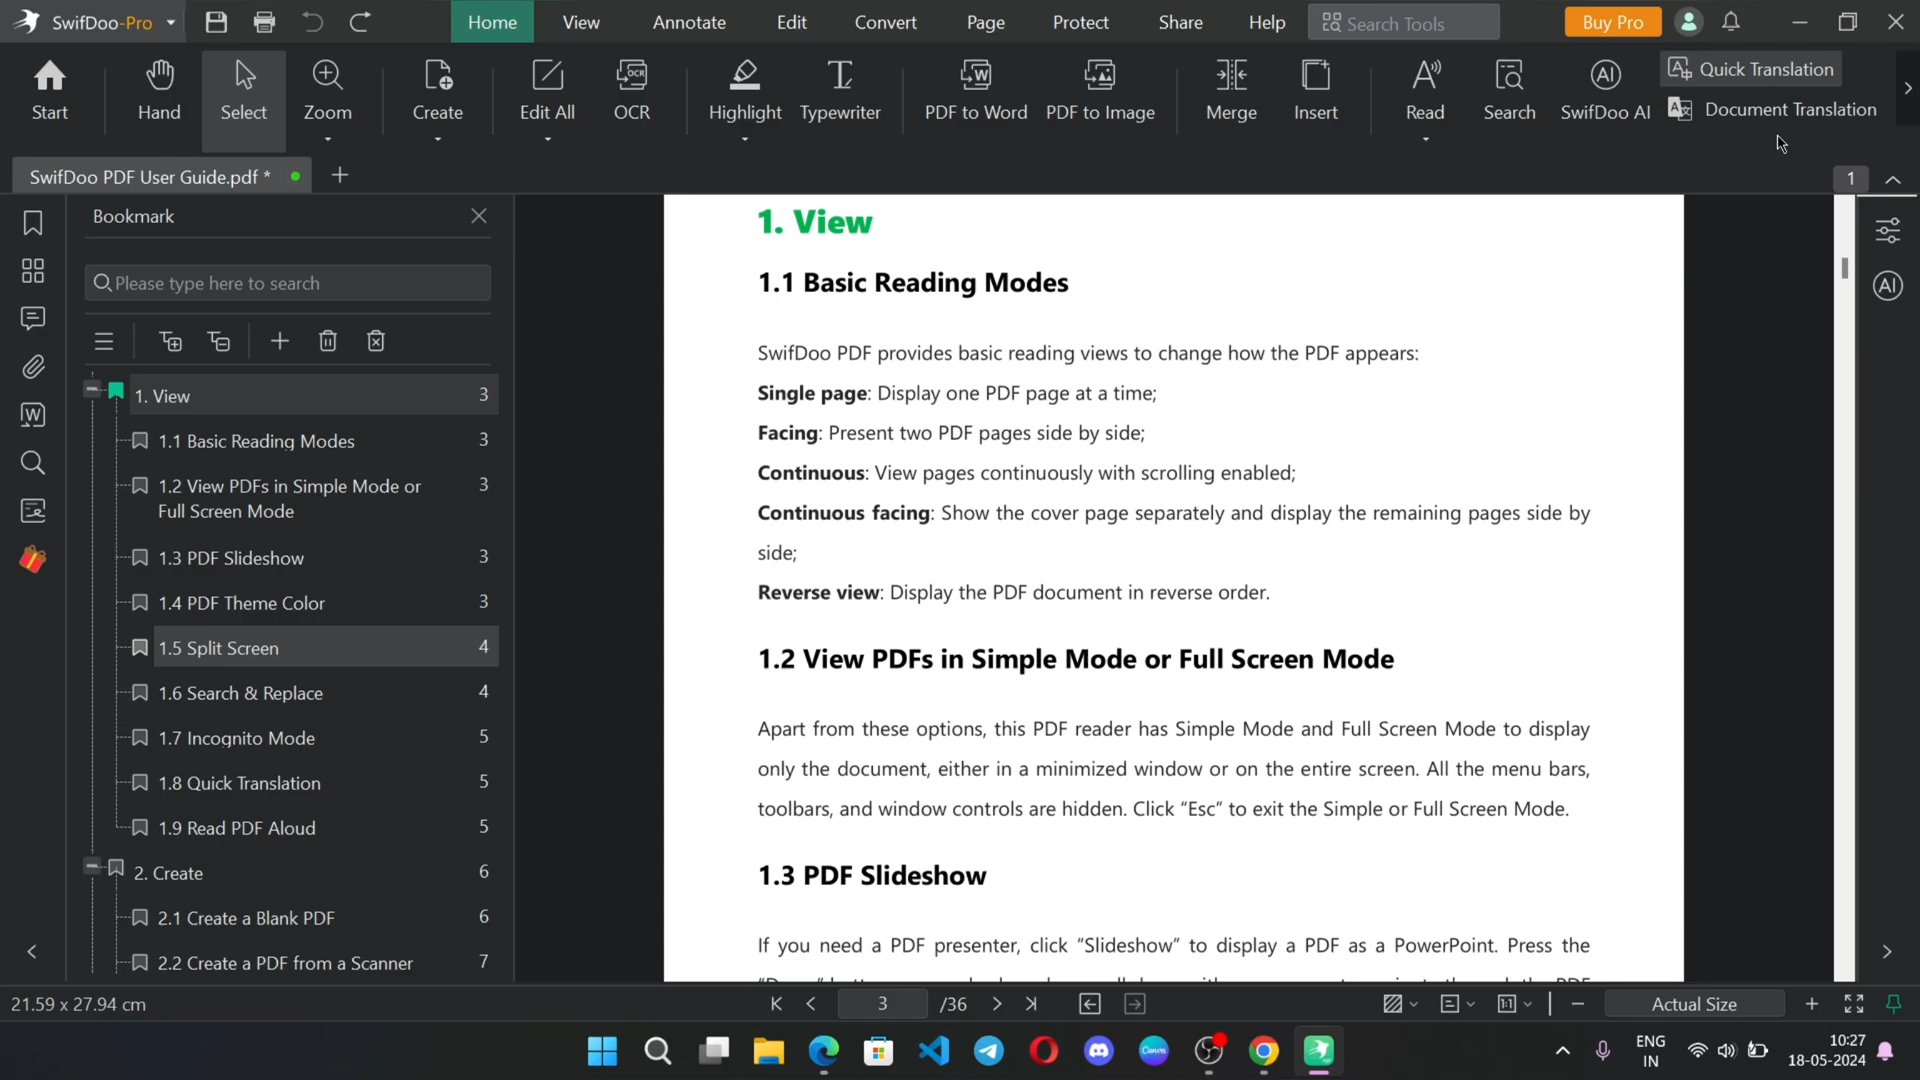 SwifDoo-Pro
Home
View
Annotate
Edit
Convert
Page
Protect
Share
Help
Search Tools
Buy Pro
Start
Hand
Select
Zoom
Create
Edit All
OCR
OCR
Highlight
Typewriter
PDF to Word
PDF to Image
Merge
Insert
Read
Search
SwifDoo AI
Quick Translation
Document Translation
SwifDoo PDF User Guide.pdf *
1
Bookmark
Please type here to search
1. View 3
1.1 Basic Reading Modes 3
1.2 View PDFs in Simple Mode or 3
Full Screen Mode
1.3 PDF Slideshow 3
1.4 PDF Theme Color 3
1.5 Split Screen 4
1.6 Search & Replace 4
1.7 Incognito Mode 5
1.8 Quick Translation 5
1.9 Read PDF Aloud 5
2. Create 6
2.1 Create a Blank PDF 6
2.2 Create a PDF from a Scanner 7
1. View
1.1 Basic Reading Modes
SwifDoo PDF provides basic reading views to change how the PDF appears:
Single page: Display one PDF page at a time;
Facing: Present two PDF pages side by side;
Continuous: View pages continuously with scrolling enabled;
Continuous facing: Show the cover page separately and display the remaining pages side by
side;
Reverse view: Display the PDF document in reverse order.
1.2 View PDFs in Simple Mode or Full Screen Mode
Apart from these options, this PDF reader has Simple Mode and Full Screen Mode to display
only the document, either in a minimized window or on the entire screen. All the menu bars,
toolbars, and window controls are hidden. Click “Esc” to exit the Simple or Full Screen Mode.
1.3 PDF Slideshow
If you need a PDF presenter, click “Slideshow” to display a PDF as a PowerPoint. Press the
AI
21.59 x 27.94 cm
3
/36
1:1
Actual Size
Canva
ENG
IN
10:27
18-05-2024